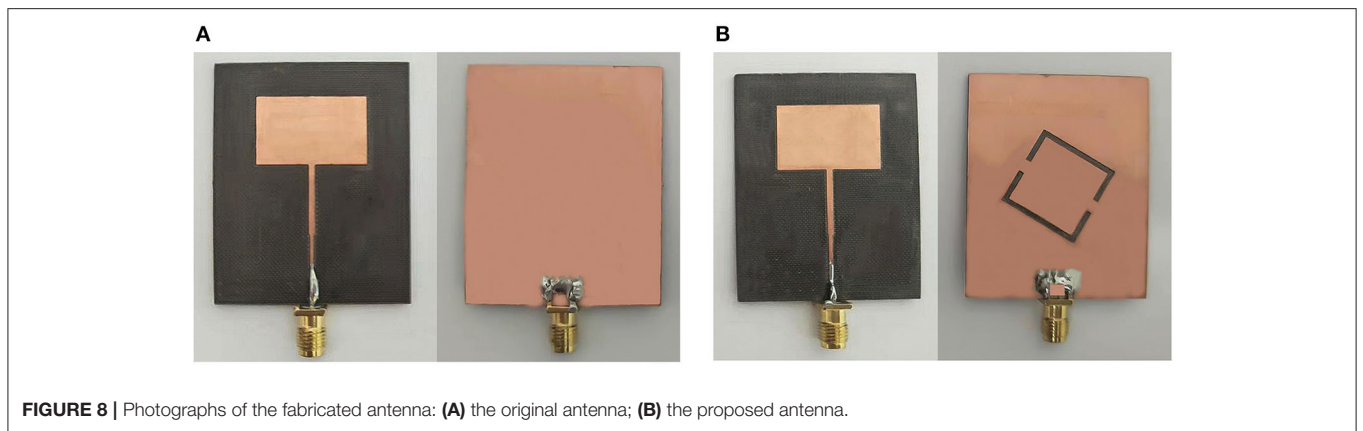 A
B
FIGURE 8 | Photographs of the fabricated antenna: (A) the original antenna; (B) the proposed antenna.